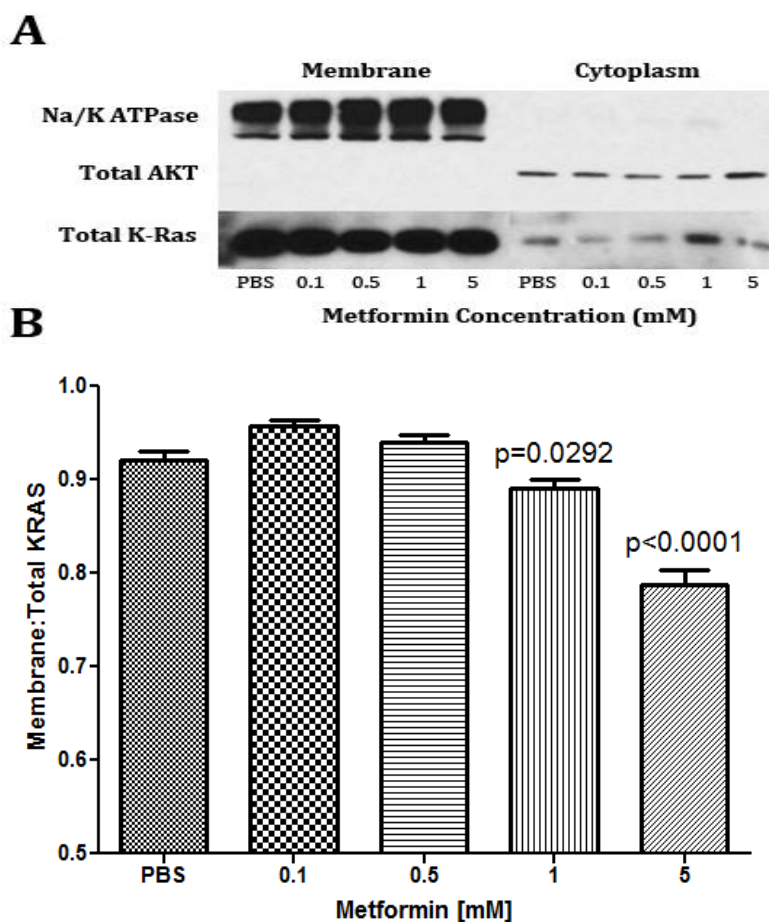 A
Membrane Cytoplasm
Na/K ATPase
Total AKT
Total K-Ras
PBS 0.1 0.5 1 5 PBS 0.1 0.5 1 5
Metformin Concentration (mM)
B
1.0
0.9
0.8
0.7
0.6
0.5
Membrane:Total KRAS
p=0.0292
p<0.0001
PBS 0.1 0.5 1 5
Metformin [mM]